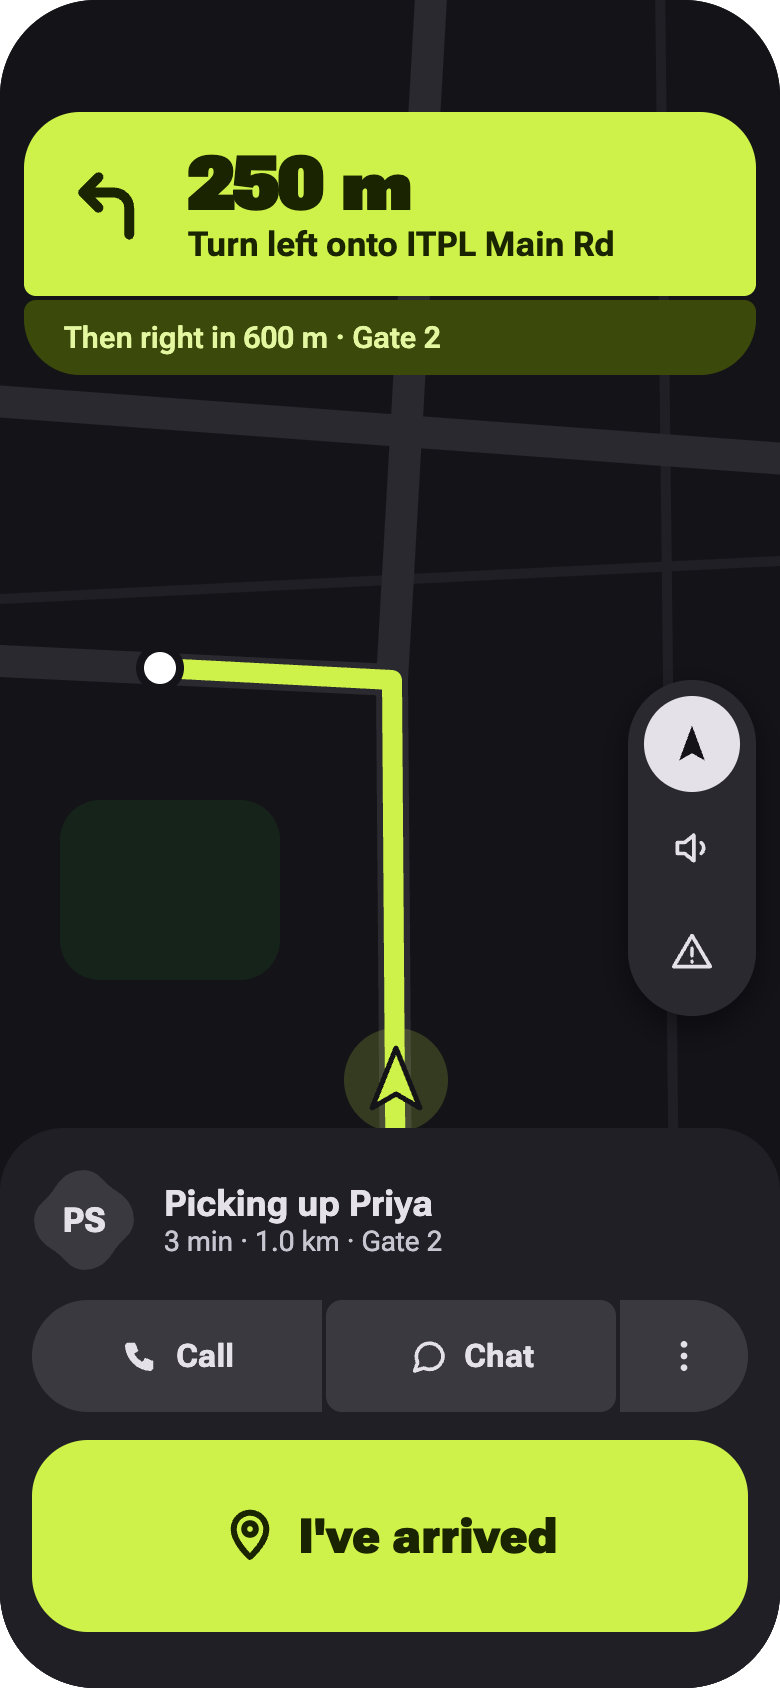 250 m
Turn left onto ITPL Main Rd
Then right in 600 m · Gate 2
PS
Picking up Priya
3 min · 1.0 km · Gate 2
Call
Chat
I've arrived